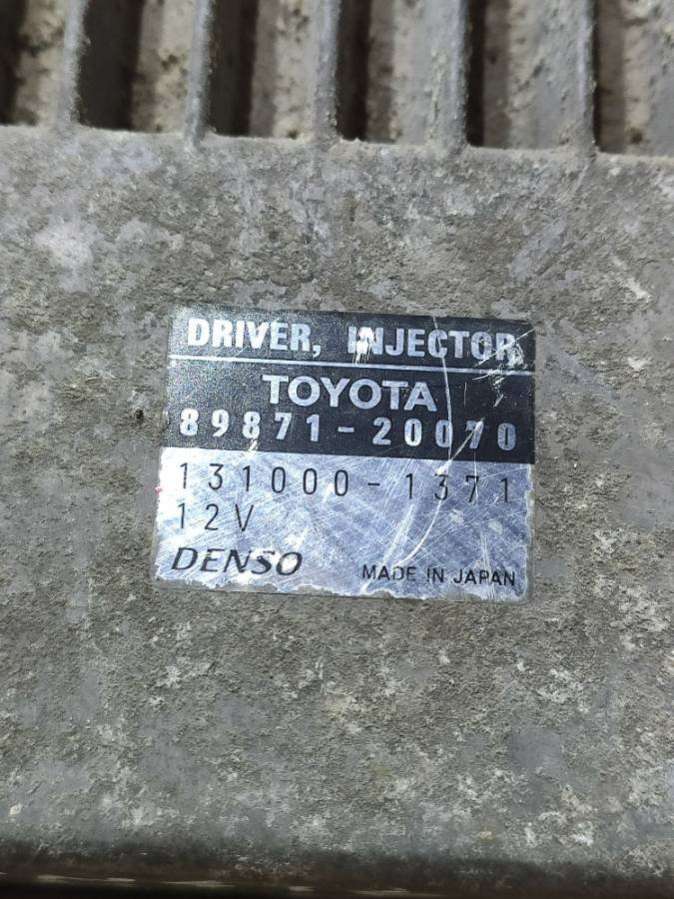 DRIVER, INJECTOR
TOYOTA
89871-20070
131000-1371
12V
DENSO MADE IN JAPAN